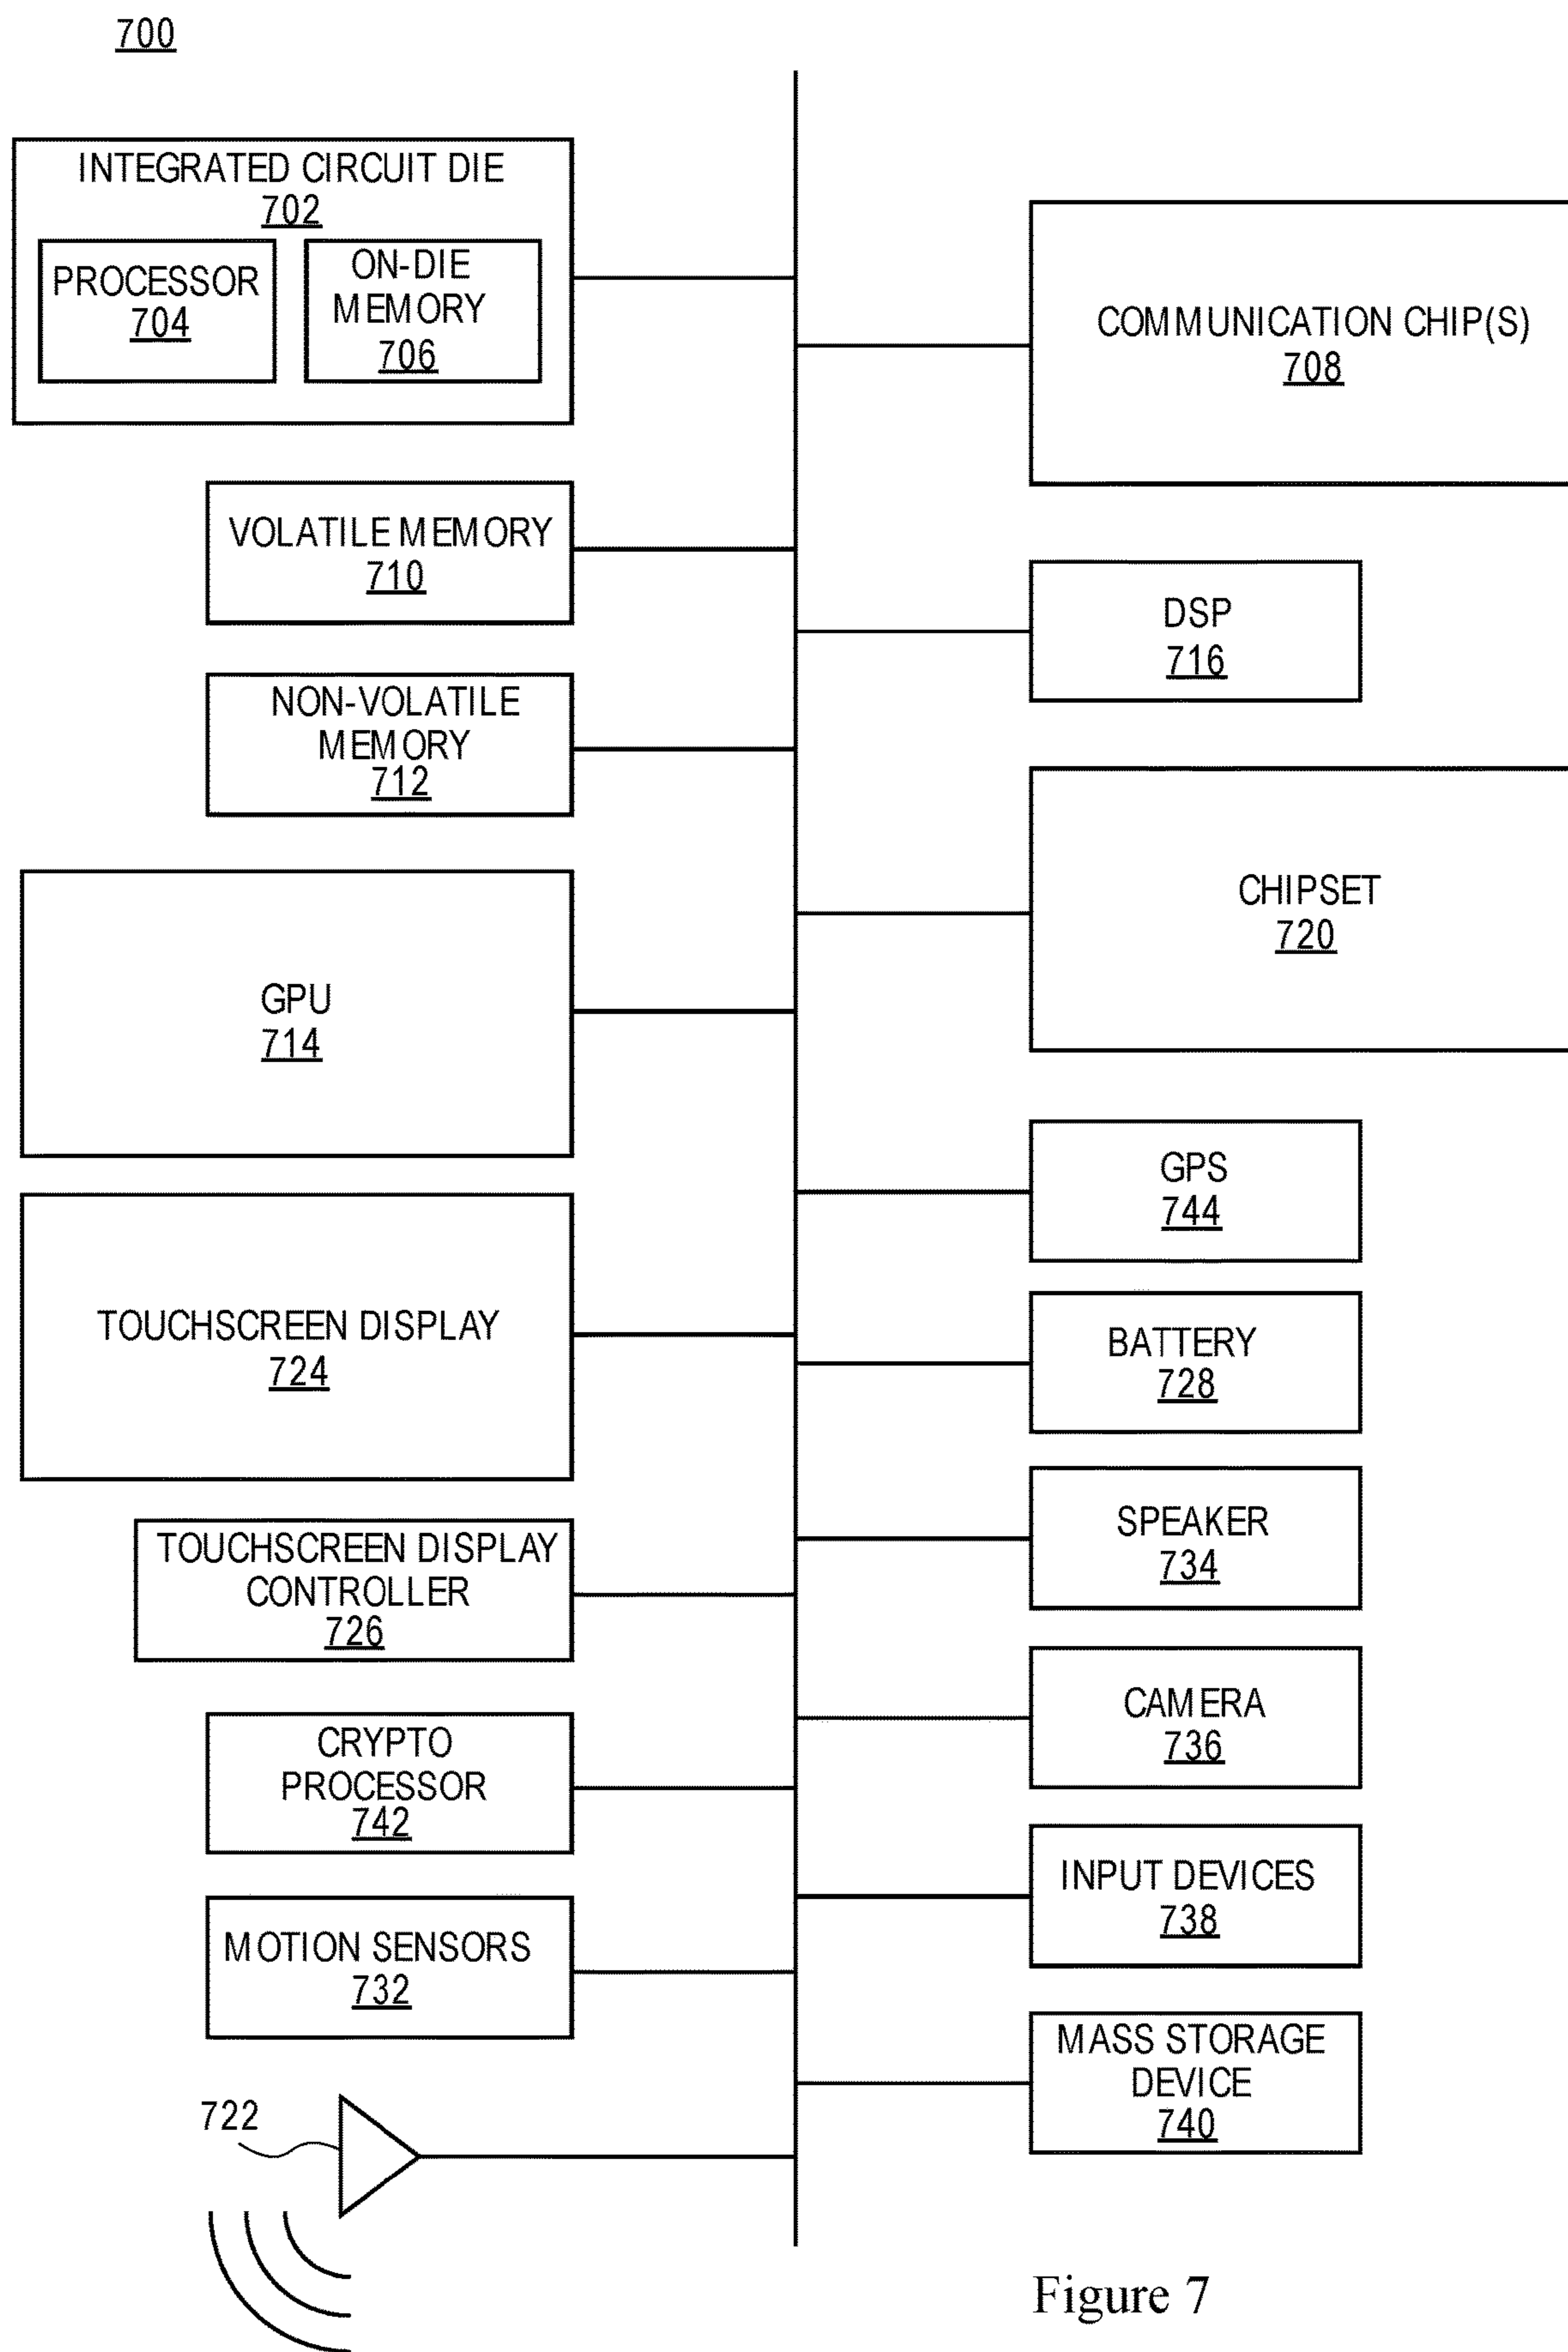 700
INTEGRATED CIRCUIT DIE
702
PROCESSOR
704
ON-DIE
MEMORY
706
VOLATILE MEMORY
710
NON-VOLATILE
MEMORY
712
GPU
714
TOUCHSCREEN DISPLAY
724
TOUCHSCREEN DISPLAY
CONTROLLER
726
CRYPTO
PROCESSOR
742
MOTION SENSORS
732
722
COMMUNICATION CHIP(S)
708
DSP
716
CHIPSET
720
GPS
744
BATTERY
728
SPEAKER
734
CAMERA
736
INPUT DEVICES
738
MASS STORAGE
DEVICE
740
Figure 7